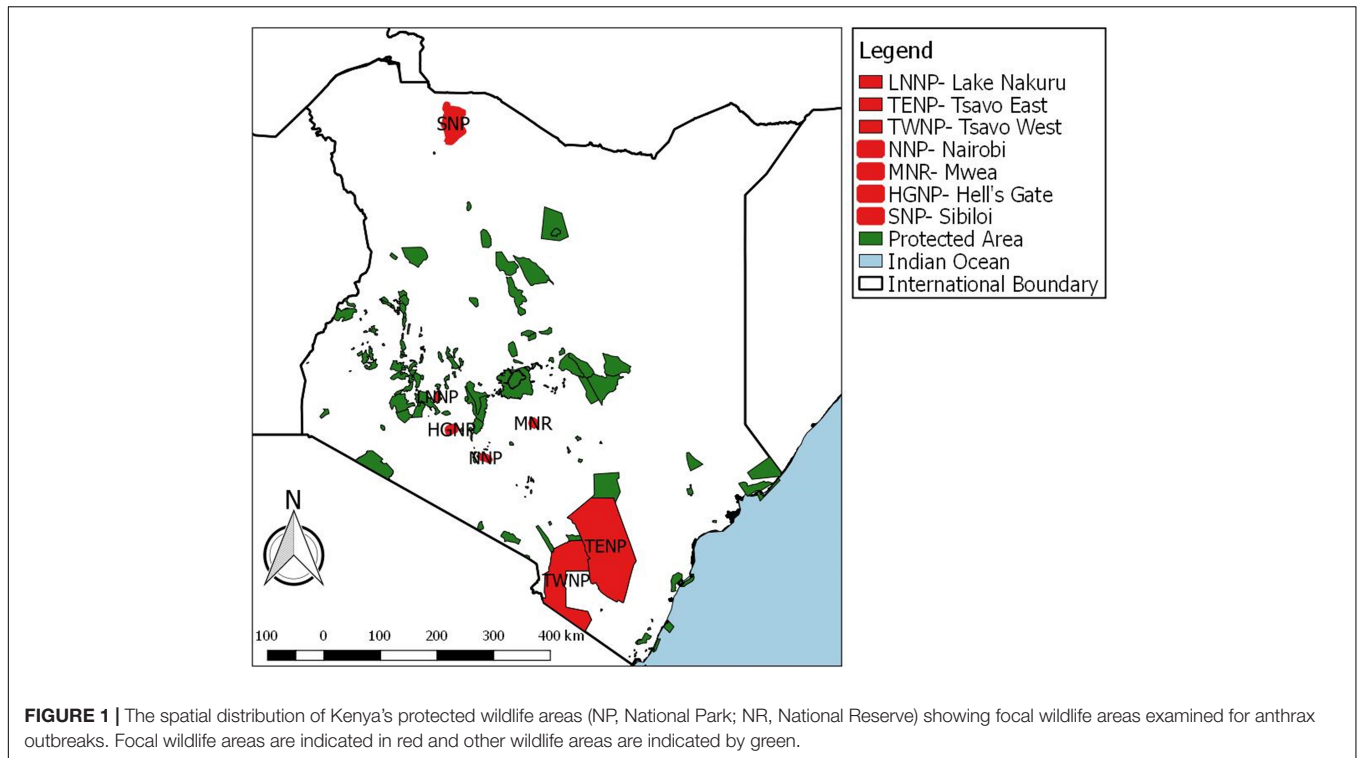 SNP
LNNP
HGNP
MNR
NNP
TENP
TWNP
N
100 0 100 200 300 400 km
Legend
LNNP- Lake Nakuru
TENP- Tsavo East
TWNP- Tsavo West
NNP- Nairobi
MNR- Mwea
HGNP- Hell's Gate
SNP- Sibiloi
Protected Area
Indian Ocean
International Boundary
FIGURE 1 | The spatial distribution of Kenya's protected wildlife areas (NP, National Park; NR, National Reserve) showing focal wildlife areas examined for anthrax
outbreaks. Focal wildlife areas are indicated in red and other wildlife areas are indicated by green.